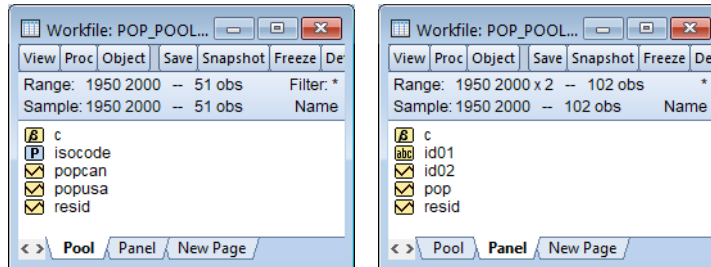 Workfile: POP_POOL...
View Proc Object Save Snapshot Freeze De
Range: 1950 2000 -- 51 obs Filter: *
Sample: 1950 2000 -- 51 obs Name
β c
P isocode
popcan
popusa
resid
< > Pool Panel New Page
Workfile: POP_POOL...
View Proc Object Save Snapshot Freeze De
Range: 1950 2000 x 2 -- 102 obs *
Sample: 1950 2000 -- 102 obs Name
β c
abc id01
id02
pop
resid
< > Pool Panel New Page